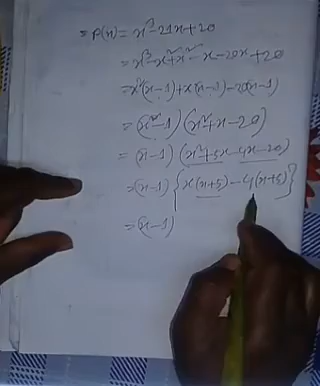 = P(x) = x³-21x+20
= x³-x²+x²-x-20x+20
= x²(x-1)+x(x-1)-20(x-1)
= (x-1) (x²+x-20)
= (x-1) (x²+5x-4x-20)
= (x-1) {x(x+5)-4(x+5)}
= (x-1)